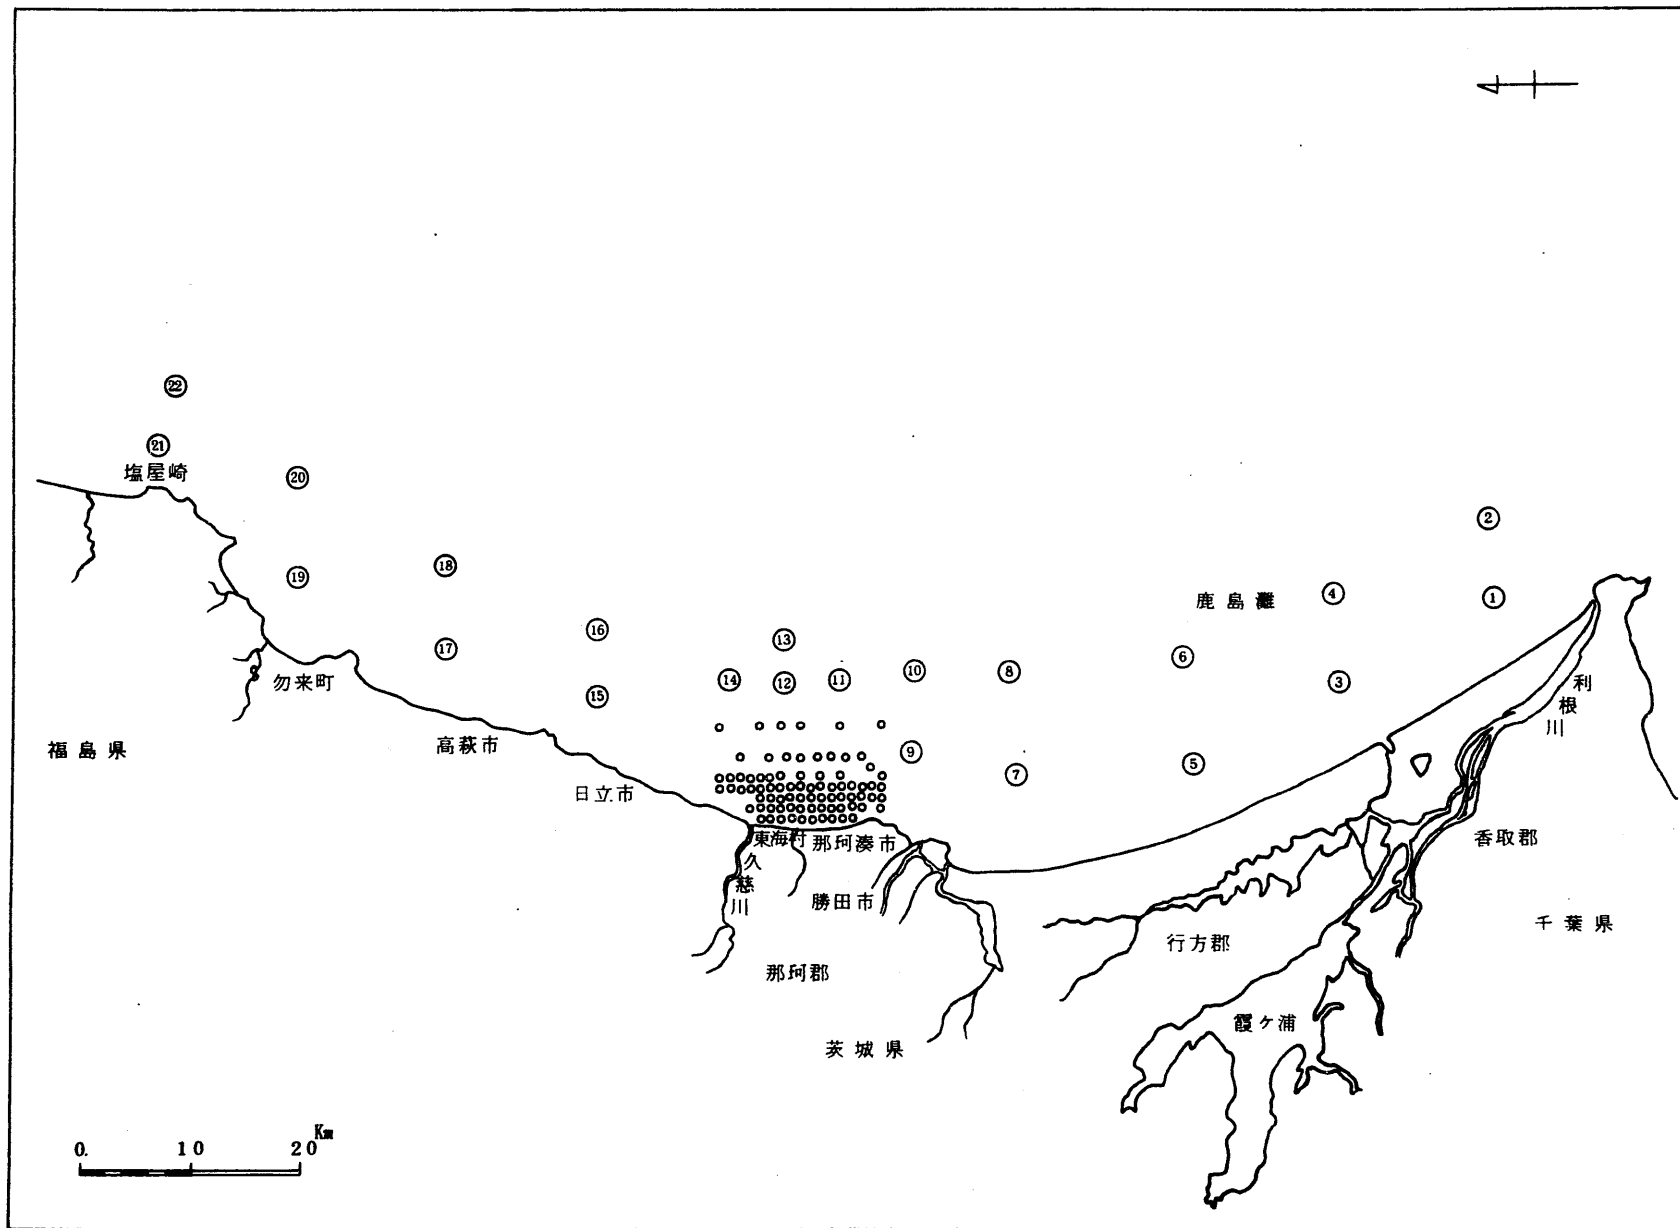 ㉒
㉑
塩屋崎
⑳
②
⑱
⑲
鹿島灘
④
①
⑯
⑬
⑰
⑥
勿来町
⑭
⑫
⑪
⑩
⑧
③
利根川
⑮
福島県
高萩市
⑨
⑤
⑦
日立市
東海村
那珂湊市
香取郡
久慈川
勝田市
千葉県
行方郡
那珂郡
霞ケ浦
茨城県
0. 10 20 Km